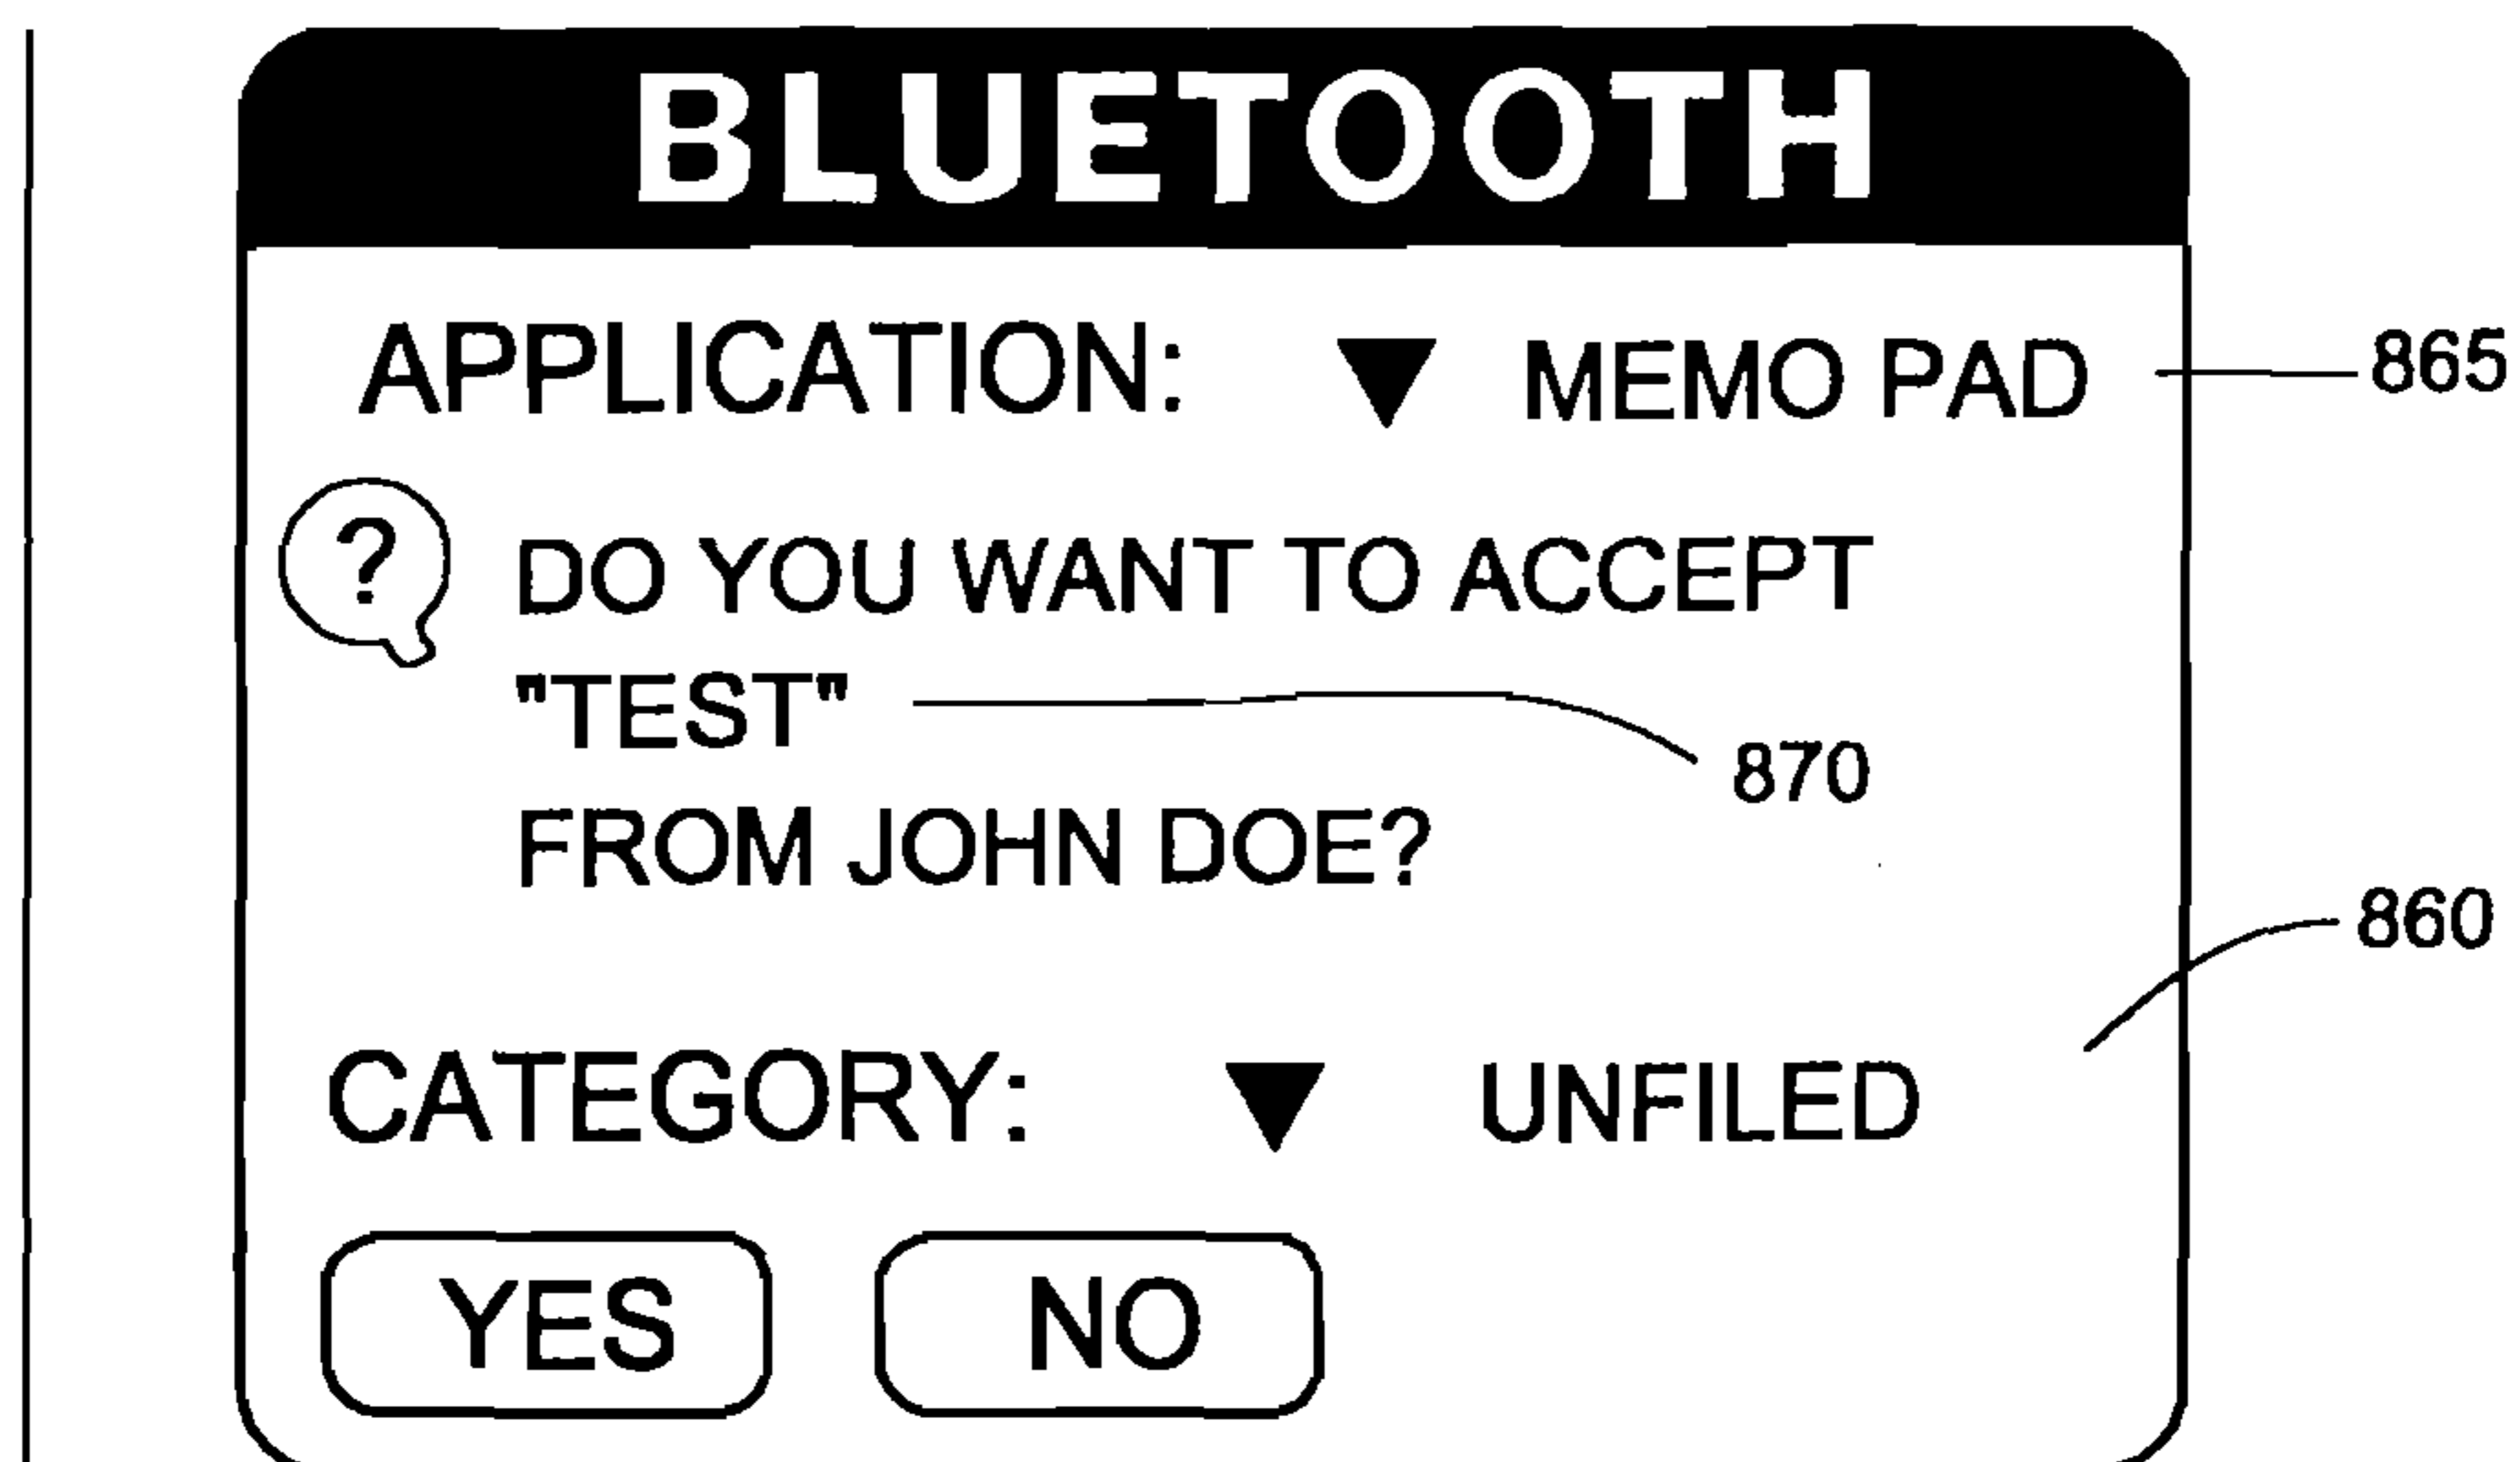 BLUETOOTH
APPLICATION: ▼ MEMO PAD 865
? DO YOU WANT TO ACCEPT
"TEST"
870
FROM JOHN DOE?
860
CATEGORY: ▼ UNFILED
YES NO